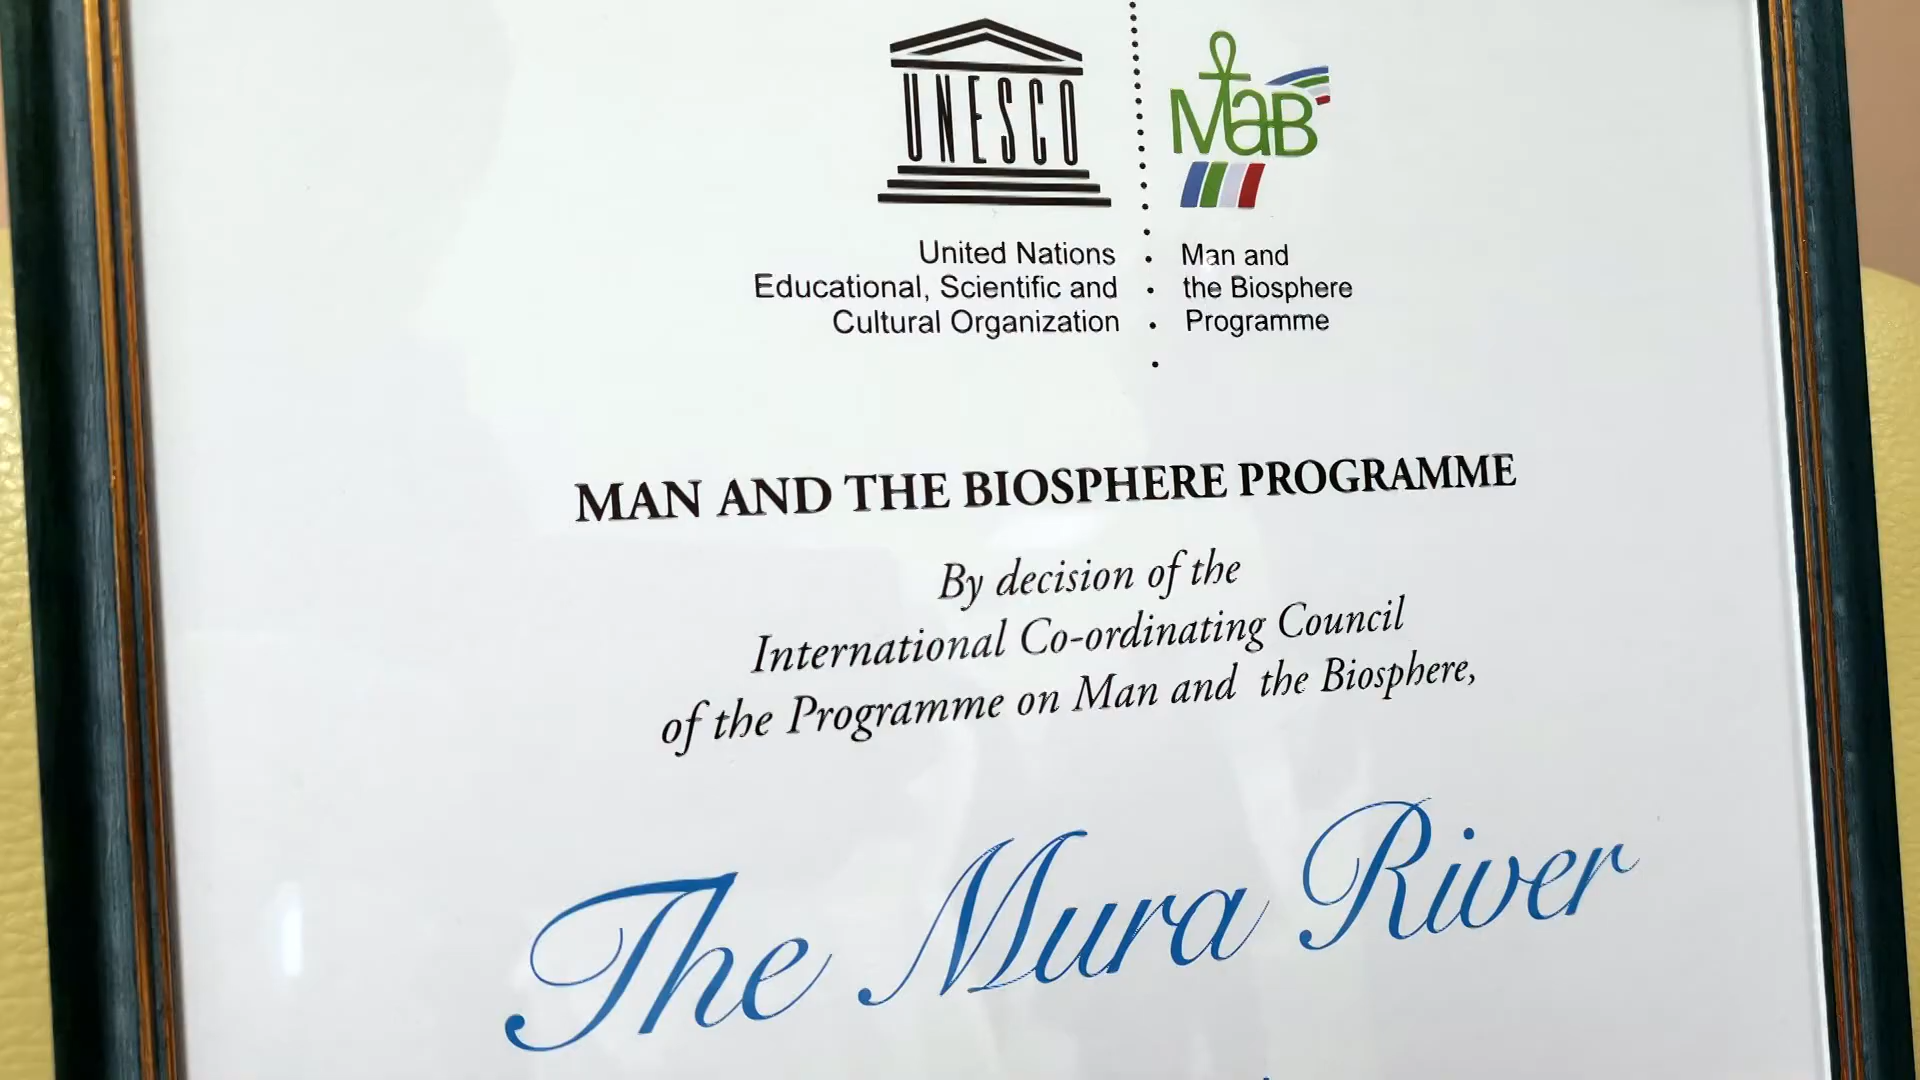 UNESCO
MaB
United Nations
Educational, Scientific and
Cultural Organization
Man and
the Biosphere
Programme
MAN AND THE BIOSPHERE PROGRAMME
By decision of the
International Co-ordinating Council
of the Programme on Man and the Biosphere,
The Mura River